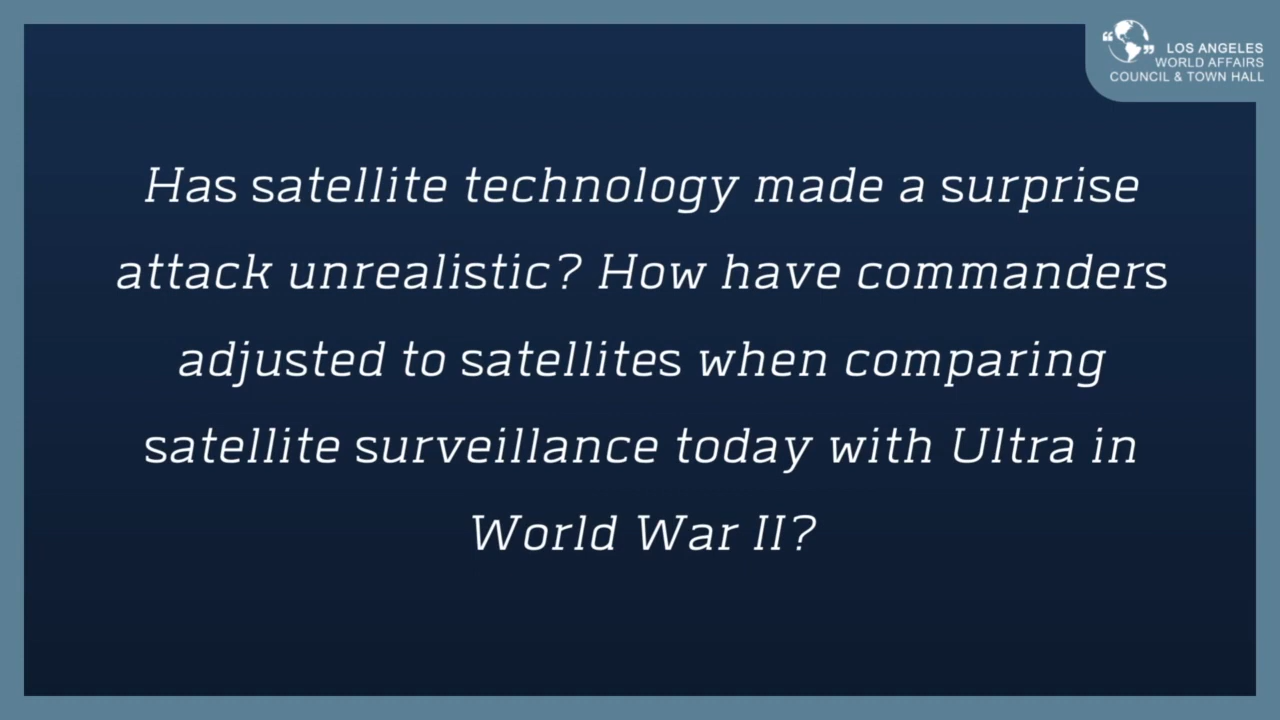 “ ”
LOS ANGELES
WORLD AFFAIRS
COUNCIL & TOWN HALL
Has satellite technology made a surprise
attack unrealistic? How have commanders
adjusted to satellites when comparing
satellite surveillance today with Ultra in
World War II?